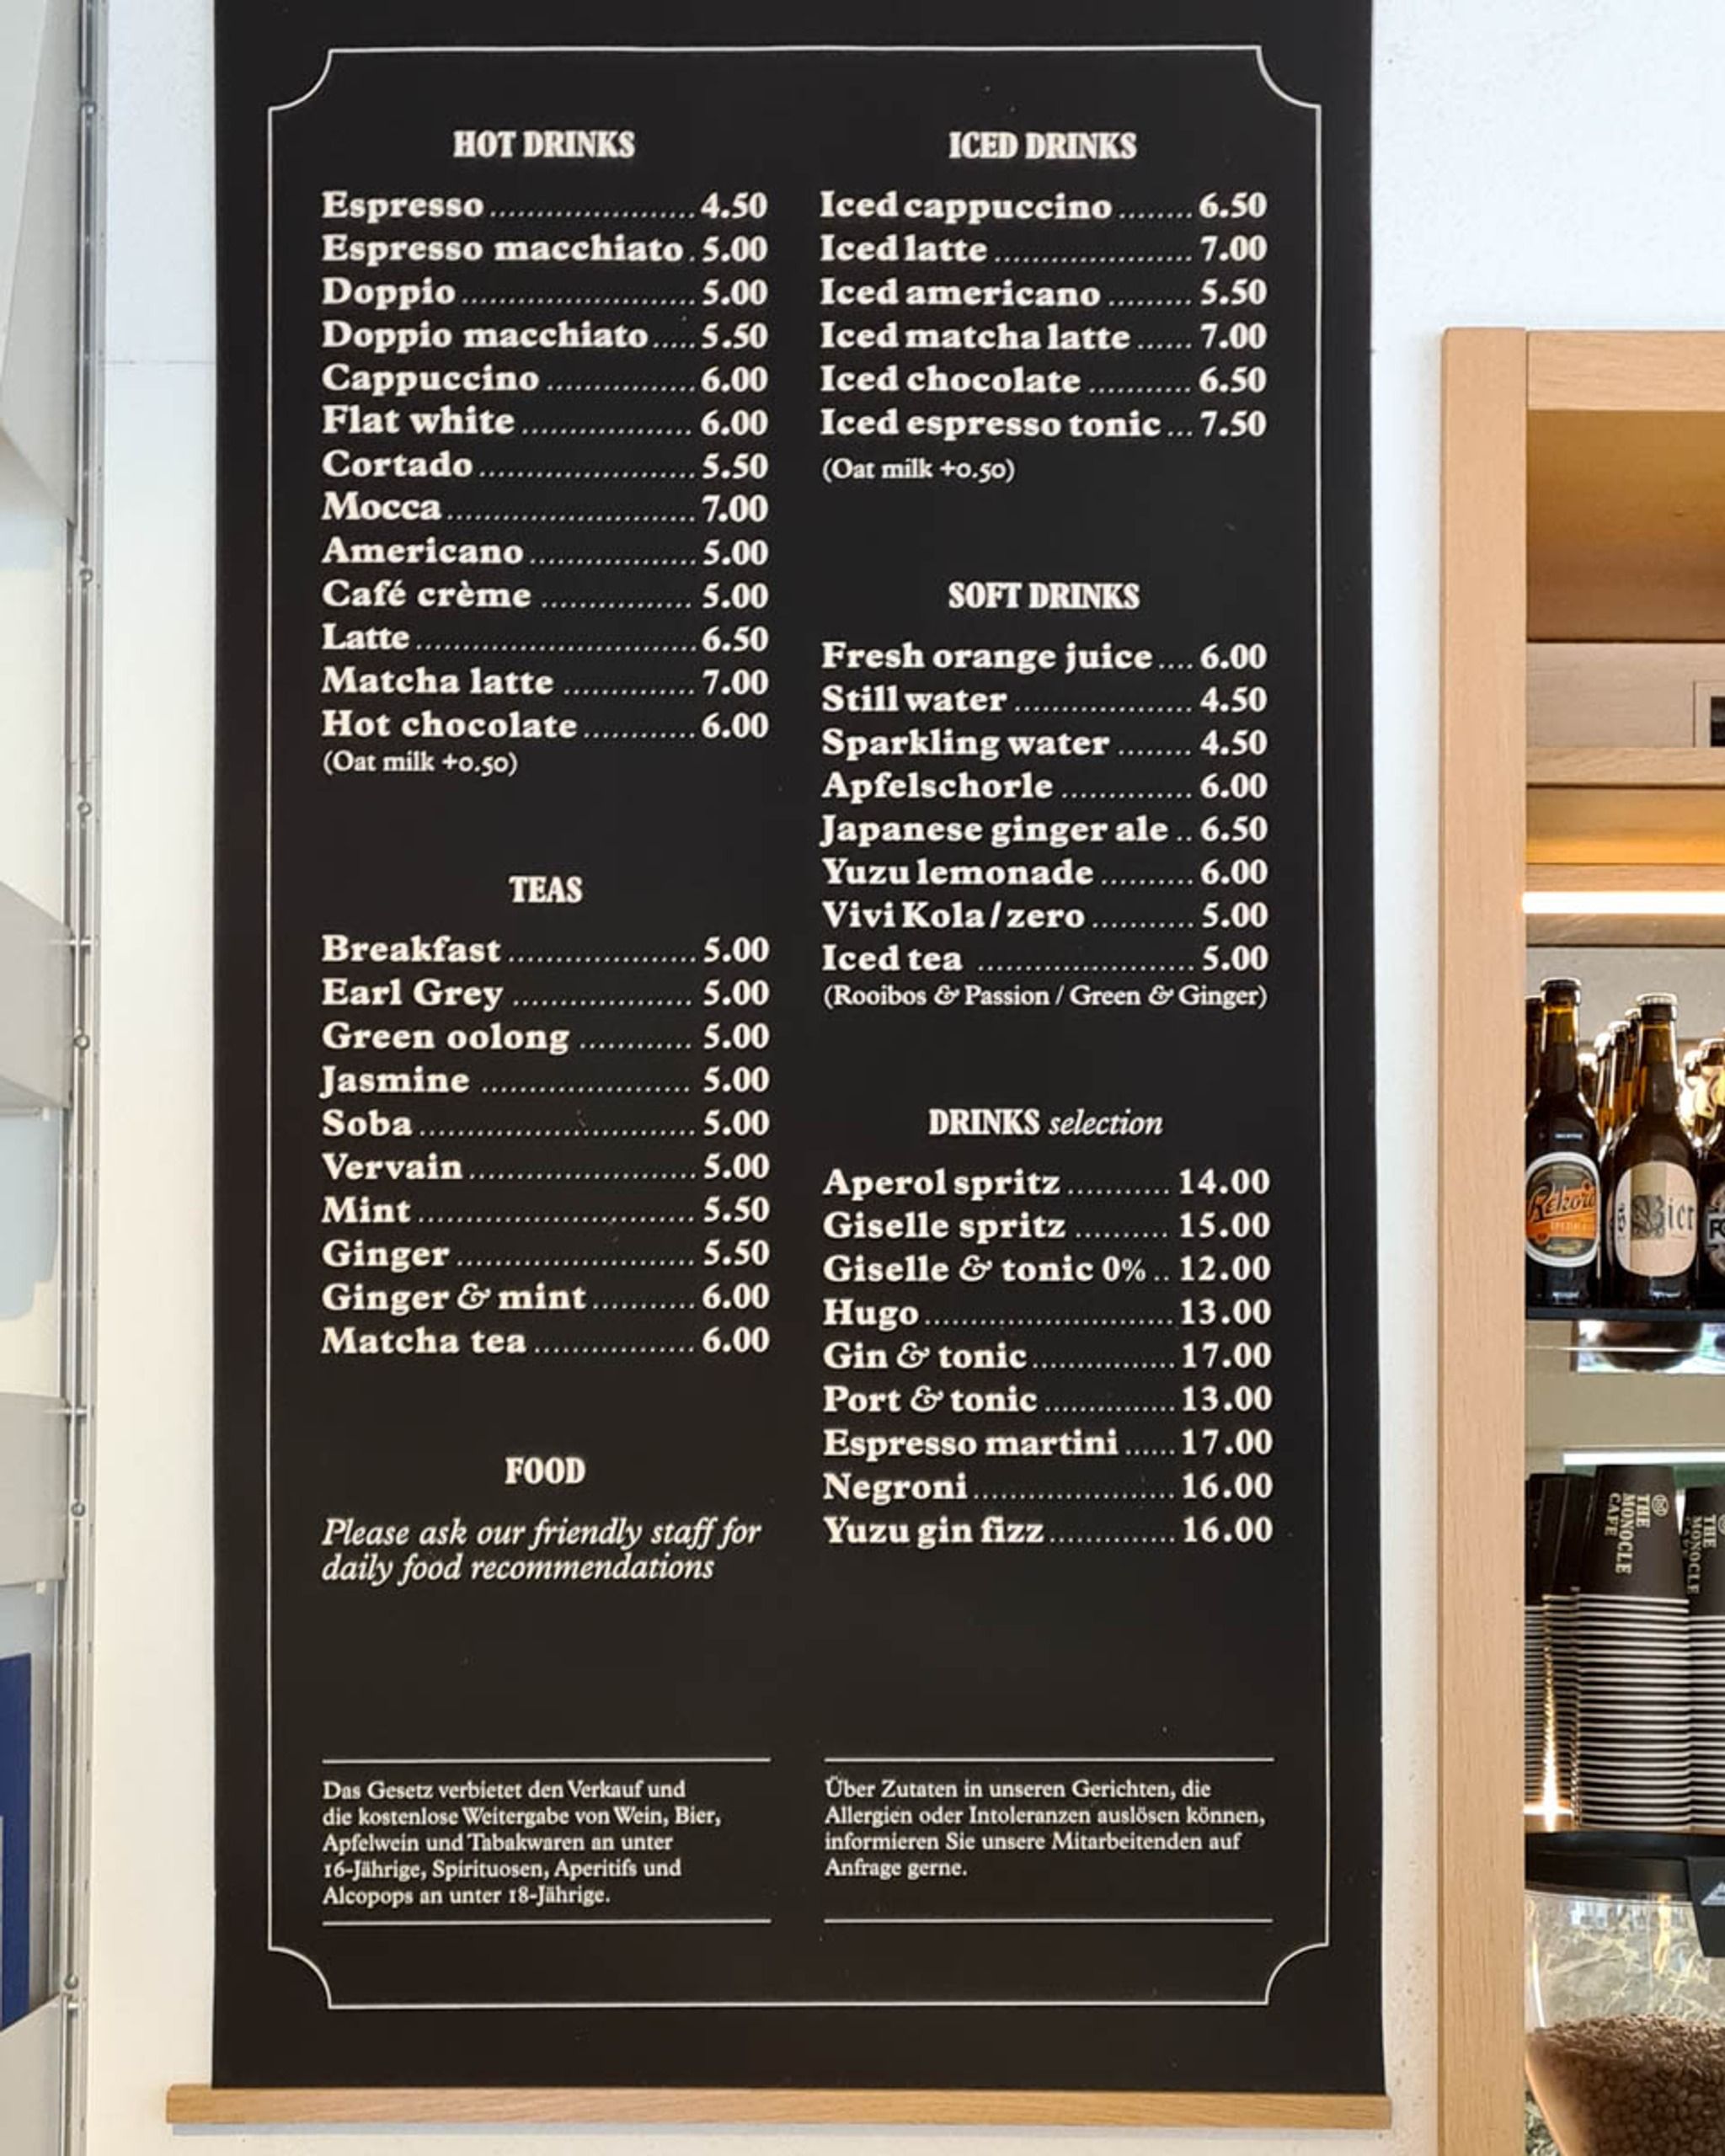 HOT DRINKS
Espresso 4.50
Espresso macchiato 5.00
Doppio 5.00
Doppio macchiato 5.50
Cappuccino 6.00
Flat white 6.00
Cortado 5.50
Mocca 7.00
Americano 5.00
Café crème 5.00
Latte 6.50
Matcha latte 7.00
Hot chocolate 6.00
(Oat milk +0.50)
TEAS
Breakfast 5.00
Earl Grey 5.00
Green oolong 5.00
Jasmine 5.00
Soba 5.00
Vervain 5.00
Mint 5.50
Ginger 5.50
Ginger & mint 6.00
Matcha tea 6.00
FOOD
Please ask our friendly staff for
daily food recommendations
Das Gesetz verbietet den Verkauf und
die kostenlose Weitergabe von Wein, Bier,
Apfelwein und Tabakwaren an unter
16-Jährige, Spirituosen, Aperitifs und
Alcopops an unter 18-Jährige.
ICED DRINKS
Iced cappuccino 6.50
Iced latte 7.00
Iced americano 5.50
Iced matcha latte 7.00
Iced chocolate 6.50
Iced espresso tonic 7.50
(Oat milk +0.50)
SOFT DRINKS
Fresh orange juice 6.00
Still water 4.50
Sparkling water 4.50
Apfelschorle 6.00
Japanese ginger ale 6.50
Yuzu lemonade 6.00
Vivi Kola / zero 5.00
Iced tea 5.00
(Rooibos & Passion / Green & Ginger)
DRINKS selection
Aperol spritz 14.00
Giselle spritz 15.00
Giselle & tonic 0% 12.00
Hugo 13.00
Gin & tonic 17.00
Port & tonic 13.00
Espresso martini 17.00
Negroni 16.00
Yuzu gin fizz 16.00
Über Zutaten in unseren Gerichten, die
Allergien oder Intoleranzen auslösen können,
informieren Sie unsere Mitarbeitenden auf
Anfrage gerne.
Bier
THE
MONOCLE
CAFE
THE
MONOCLE